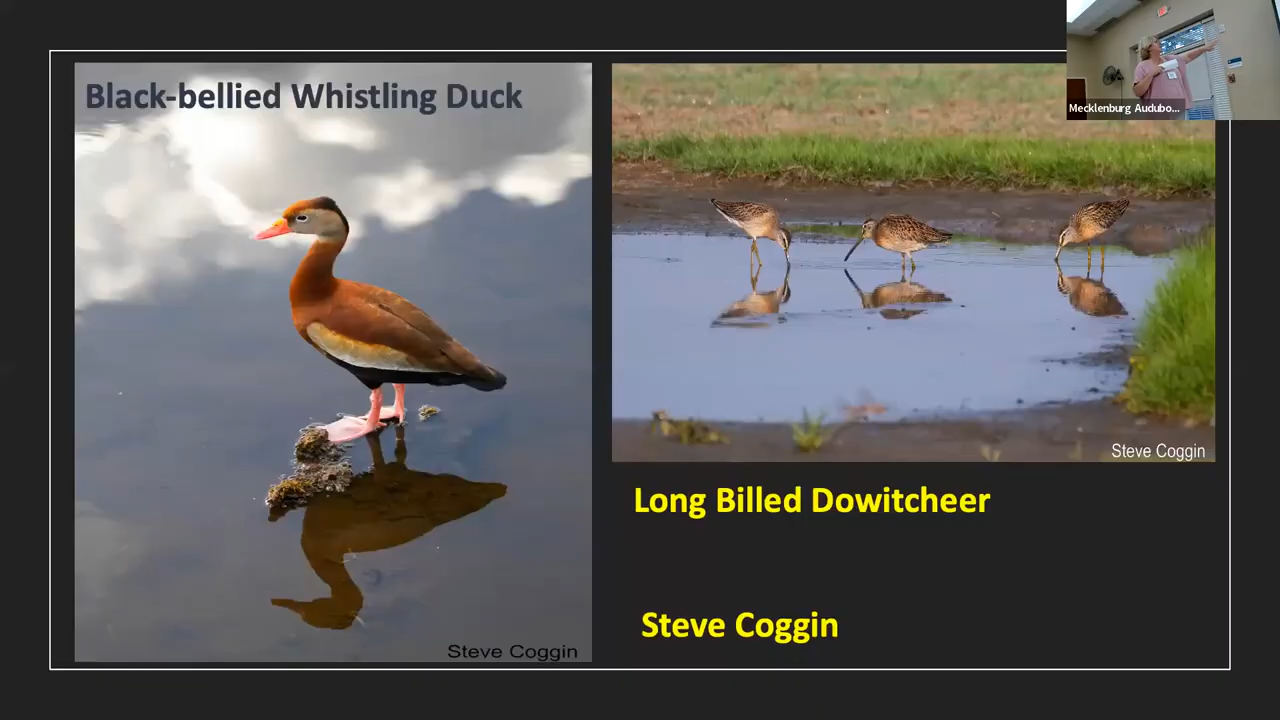 Black-bellied Whistling Duck
Mecklenburg Audubo...
Steve Coggin
Long Billed Dowitcheer
Steve Coggin
Steve Coggin